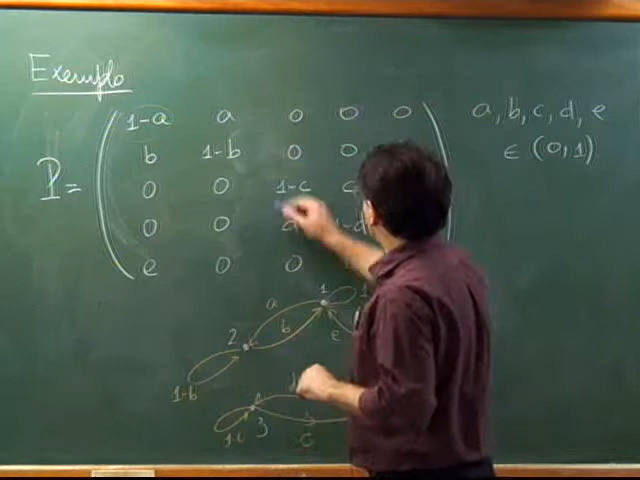 Exemplo
1-a a 0 0 0 a, b, c, d, e
b 1-b 0 0 ∈ (0,1)
P =
0 0 1-c c
0 0 d 1-d
e 0 0
1
a
b
2 e
1-b
d
1-c 3 c